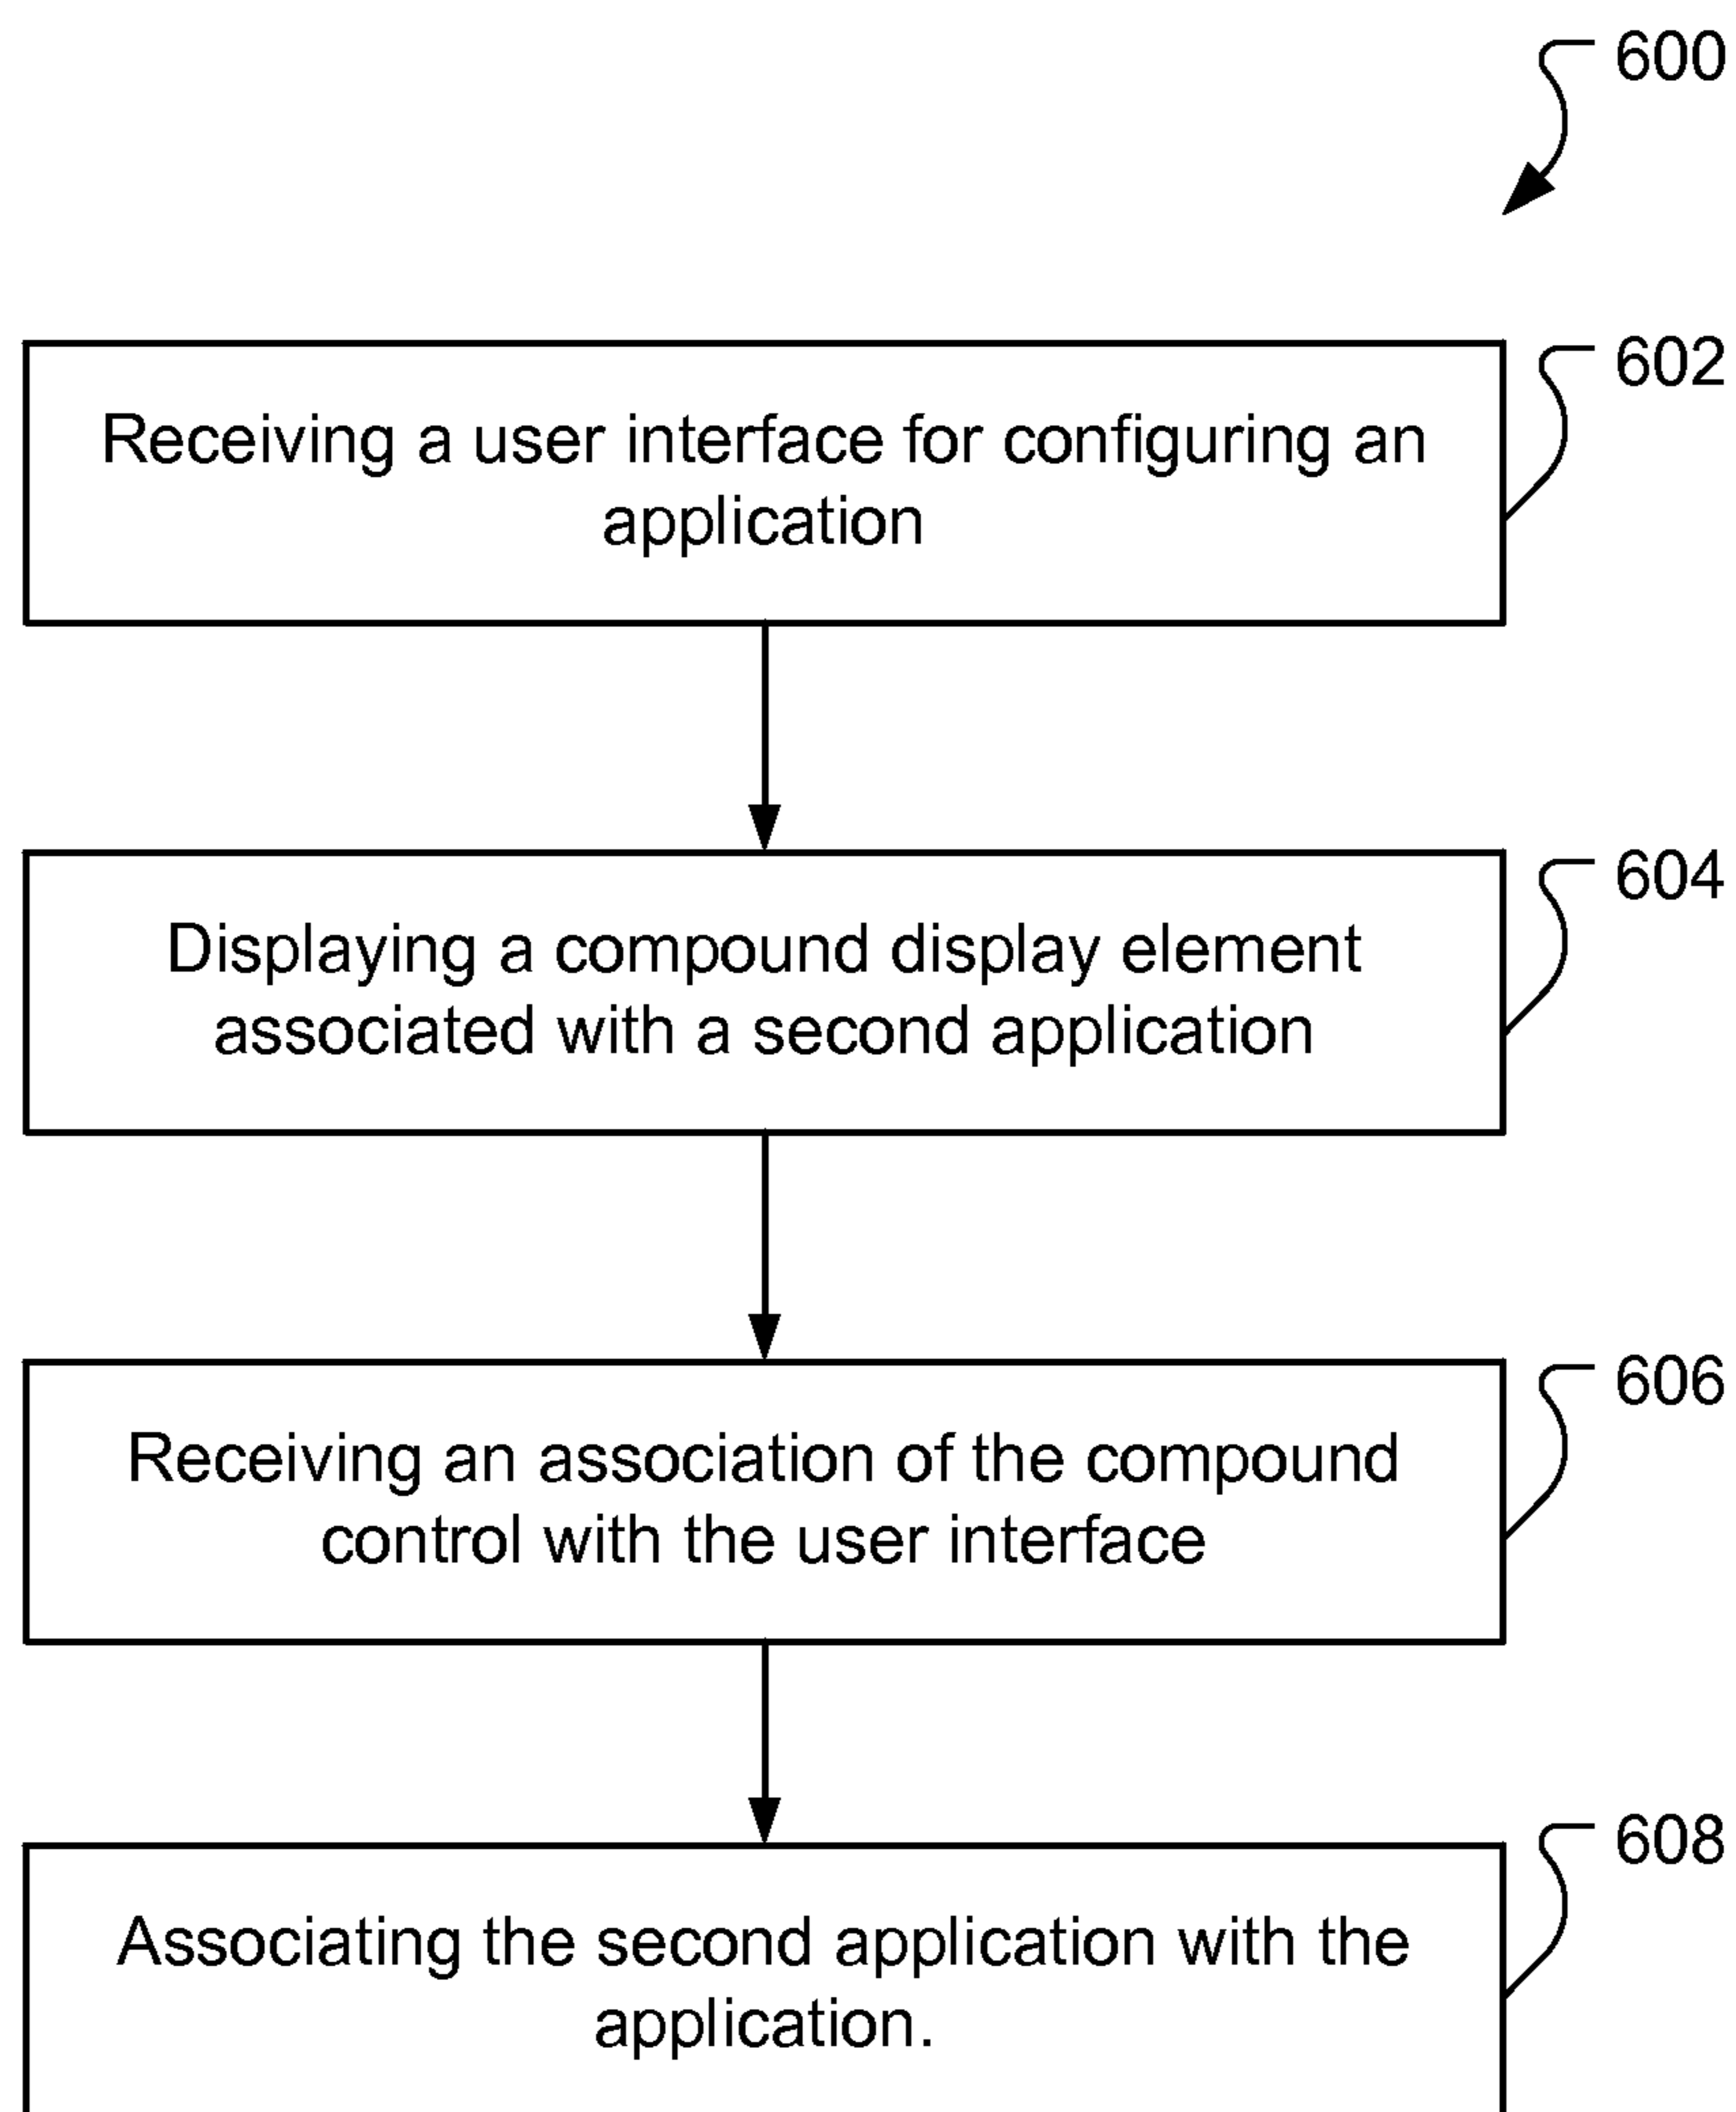 600
602
Receiving a user interface for configuring an
application
604
Displaying a compound display element
associated with a second application
606
Receiving an association of the compound
control with the user interface
608
Associating the second application with the
application.